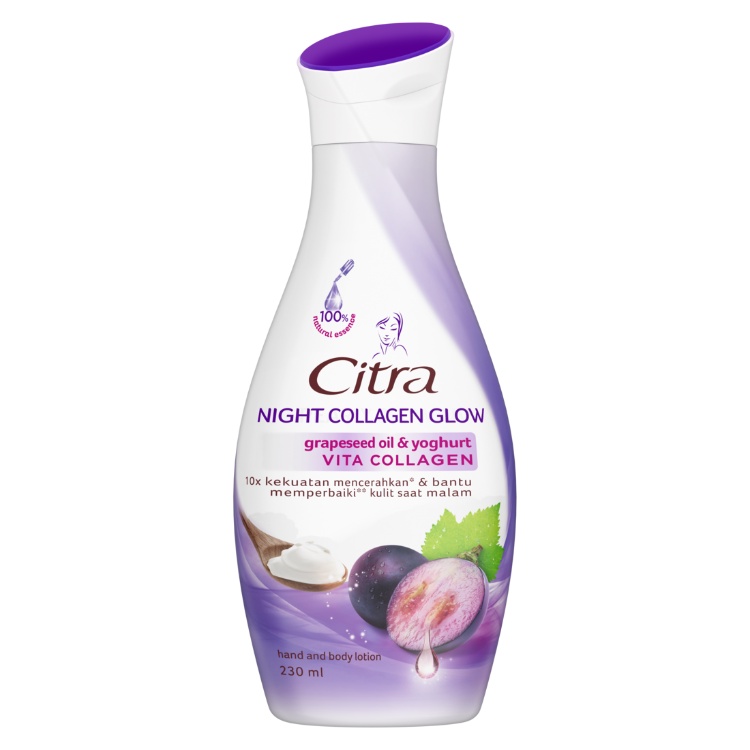 100%
natural essence
Citra
NIGHT COLLAGEN GLOW
grapeseed oil & yoghurt
VITA COLLAGEN
10x kekuatan mencerahkan* & bantu
memperbaiki** kulit saat malam
hand and body lotion
230 ml